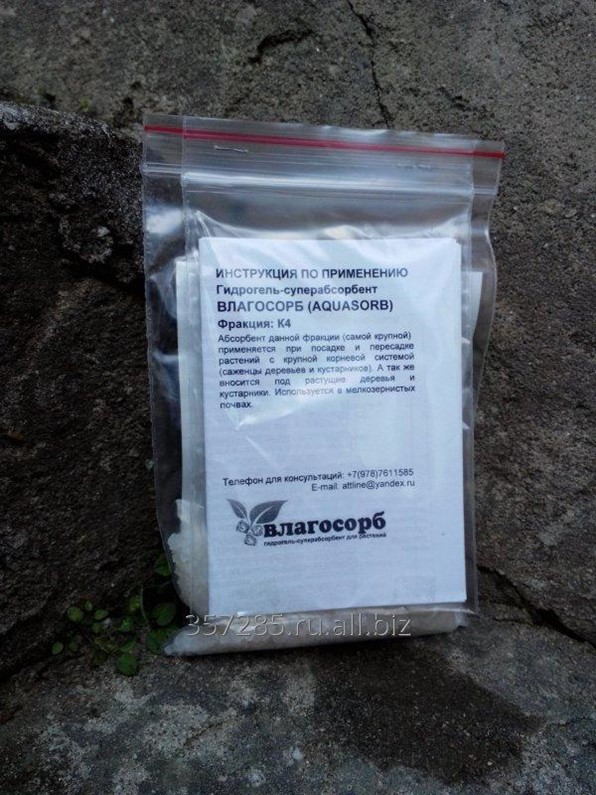 ИНСТРУКЦИЯ ПО ПРИМЕНЕНИЮ
Гидрогель-суперабсорбент
ВЛАГОСОРБ (AQUASORB)
Фракция: К4
Абсорбент данной фракции (самой крупной)
применяется при посадке и пересадке
растений с крупной корневой системой
(саженцы деревьев и кустарников). А так же
вносится под растущие деревья и
кустарники. Используется в мелкозернистых
почвах.
Телефон для консультаций: +7(978)7611585
E-mail: attline@yandex.ru
влагосорб
гидрогель-суперабсорбент для растений
357285.ru.all.biz